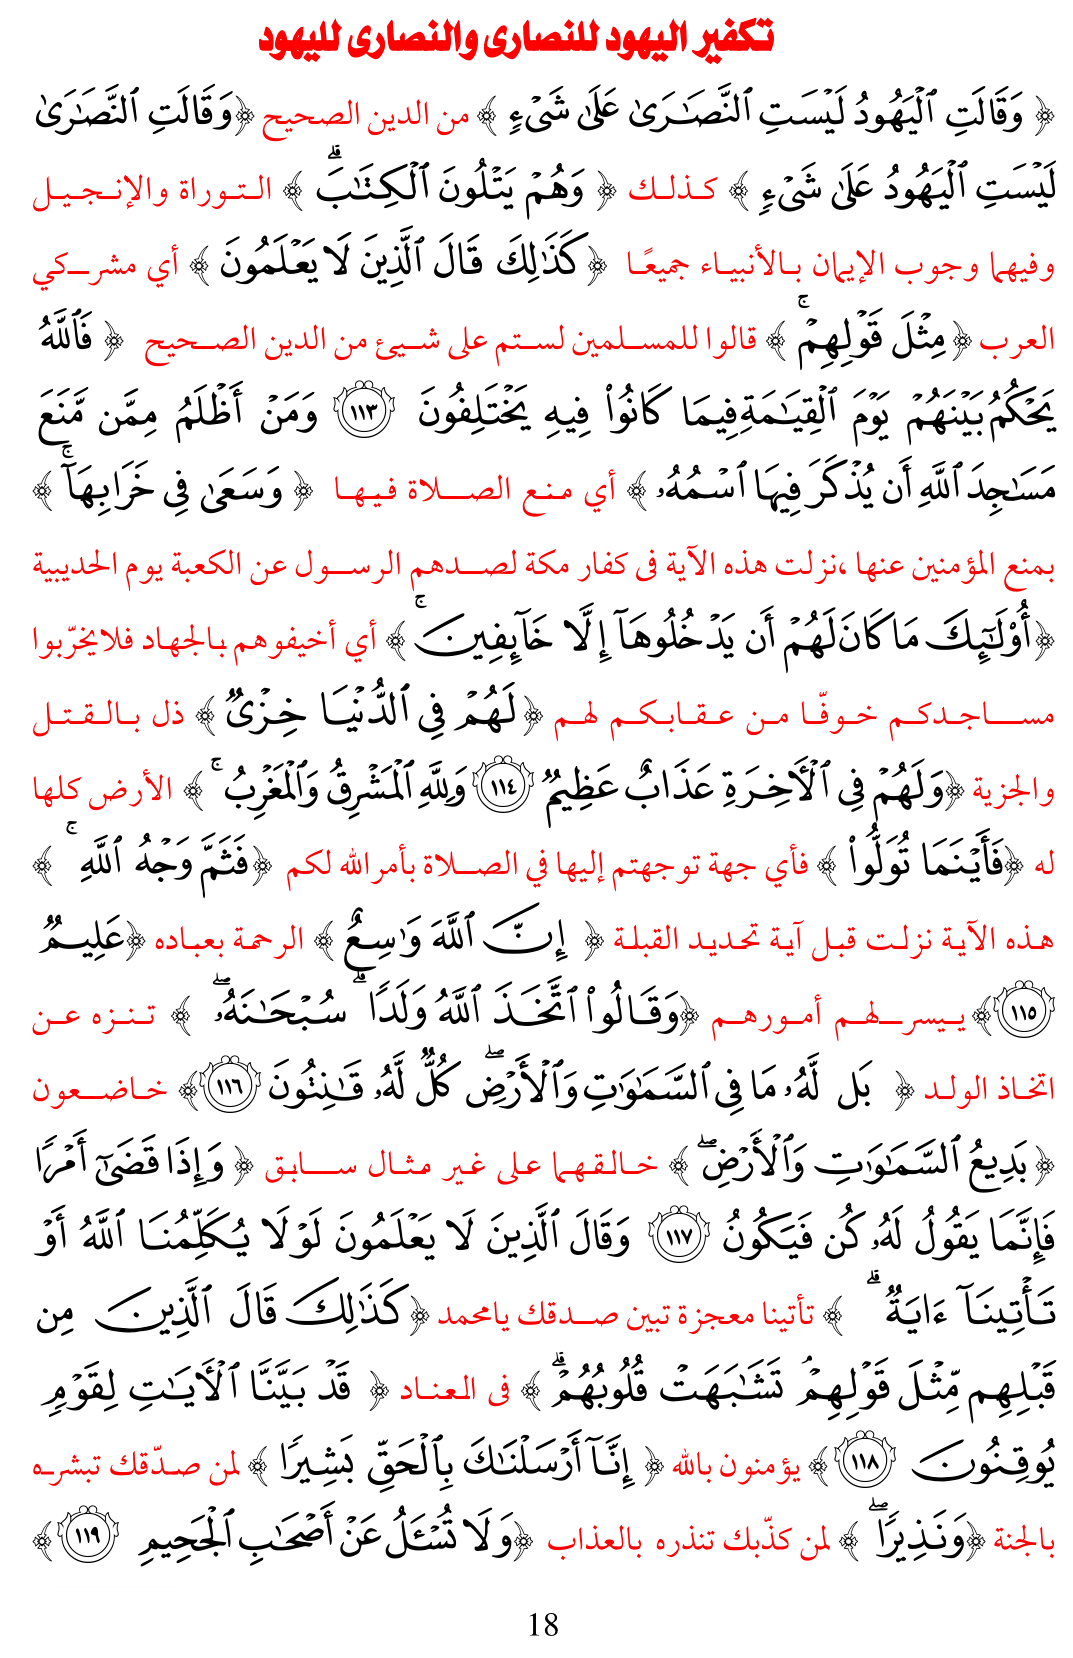 تكفير اليهود للنصارى والنصارى لليهود
﴿ وَقَالَتِ ٱلْيَهُودُ لَيْسَتِ ٱلنَّصَـٰرَىٰ عَلَىٰ شَىْءٍ ﴾ من الدين الصحيح ﴿وَقَالَتِ ٱلنَّصَـٰرَىٰ
لَيْسَتِ ٱلْيَهُودُ عَلَىٰ شَىْءٍ ﴾ كذلك ﴿ وَهُمْ يَتْلُونَ ٱلْكِتَـٰبَ ۗ ﴾ التوراة والإنجيل
وفيهما وجوب الإيمان بالأنبياء جميعًا ﴿كَذَٰلِكَ قَالَ ٱلَّذِينَ لَا يَعْلَمُونَ ﴾ أي مشركي
العرب ﴿مِثْلَ قَوْلِهِمْ ۚ ﴾ قالوا للمسلمين لستم على شيئ من الدين الصحيح ﴿ فَٱللَّهُ
يَحْكُمُ بَيْنَهُمْ يَوْمَ ٱلْقِيَـٰمَةِ فِيمَا كَانُوا۟ فِيهِ يَخْتَلِفُونَ ١١٣ وَمَنْ أَظْلَمُ مِمَّن مَّنَعَ
مَسَـٰجِدَ ٱللَّهِ أَن يُذْكَرَ فِيهَا ٱسْمُهُۥ ﴾ أي منع الصلاة فيها ﴿ وَسَعَىٰ فِى خَرَابِهَآ ۚ ﴾
بمنع المؤمنين عنها ،نزلت هذه الآية فى كفار مكة لصدهم الرسول عن الكعبة يوم الحديبية
﴿أُو۟لَـٰٓئِكَ مَا كَانَ لَهُمْ أَن يَدْخُلُوهَآ إِلَّا خَآئِفِينَ ۚ ﴾ أي أخيفوهم بالجهاد فلايخرّبوا
مساجدكم خوفًا من عقابكم لهم ﴿لَهُمْ فِى ٱلدُّنْيَا خِزْىٌ ﴾ ذل بالقتل
والجزية ﴿وَلَهُمْ فِى ٱلْـَٔاخِرَةِ عَذَابٌ عَظِيمٌ ١١٤ وَلِلَّهِ ٱلْمَشْرِقُ وَٱلْمَغْرِبُ ۚ ﴾ الأرض كلها
له ﴿فَأَيْنَمَا تُوَلُّوا۟ ﴾ فأي جهة توجهتم إليها في الصلاة بأمرالله لكم ﴿فَثَمَّ وَجْهُ ٱللَّهِ ۚ ﴾
هذه الآية نزلت قبل آية تحديد القبلة ﴿ إِنَّ ٱللَّهَ وَٰسِعٌ ﴾ الرحمة بعباده ﴿عَلِيمٌ
١١٥﴾ ييسرلهم أمورهم ﴿وَقَالُوا۟ ٱتَّخَذَ ٱللَّهُ وَلَدًا ۗ سُبْحَـٰنَهُۥ ۖ ﴾ تنزه عن
اتخاذ الولد ﴿ بَل لَّهُۥ مَا فِى ٱلسَّمَـٰوَٰتِ وَٱلْأَرْضِ ۖ كُلٌّ لَّهُۥ قَـٰنِتُونَ ١١٦﴾ خاضعون
﴿ بَدِيعُ ٱلسَّمَـٰوَٰتِ وَٱلْأَرْضِ ۖ ﴾ خالقهما على غير مثال سابق ﴿ وَإِذَا قَضَىٰٓ أَمْرًا
فَإِنَّمَا يَقُولُ لَهُۥ كُن فَيَكُونُ ١١٧ وَقَالَ ٱلَّذِينَ لَا يَعْلَمُونَ لَوْلَا يُكَلِّمُنَا ٱللَّهُ أَوْ
تَأْتِينَآ ءَايَةٌ ۗ ﴾ تأتينا معجزة تبين صدقك يامحمد ﴿كَذَٰلِكَ قَالَ ٱلَّذِينَ مِن
قَبْلِهِم مِّثْلَ قَوْلِهِمْ ۘ تَشَـٰبَهَتْ قُلُوبُهُمْ ۗ ﴾ فى العناد ﴿ قَدْ بَيَّنَّا ٱلْـَٔايَـٰتِ لِقَوْمٍ
يُوقِنُونَ ١١٨﴾ يؤمنون بالله ﴿ إِنَّآ أَرْسَلْنَـٰكَ بِٱلْحَقِّ بَشِيرًا ﴾ لمن صدّقك تبشره
بالجنة ﴿وَنَذِيرًا ۖ ﴾ لمن كذّبك تنذره بالعذاب ﴿وَلَا تُسْـَٔلُ عَنْ أَصْحَـٰبِ ٱلْجَحِيمِ ١١٩﴾
18